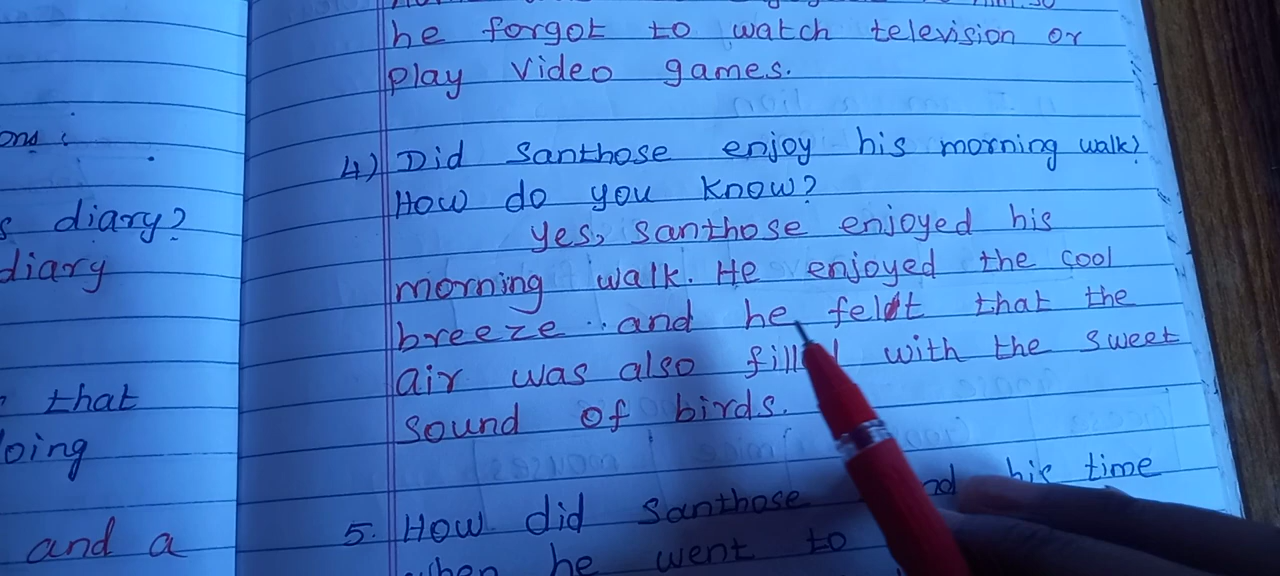 ons :
s diary?
diary
that
oing
and a
he forgot to watch television or
play video games.
4) Did Santhose enjoy his morning walk?
How do you know?
yes, santhose enjoyed his
morning walk. He enjoyed the cool
breeze and he felt that the
air was also filled with the sweet
sound of birds.
5. How did Santhose his time
when he went to